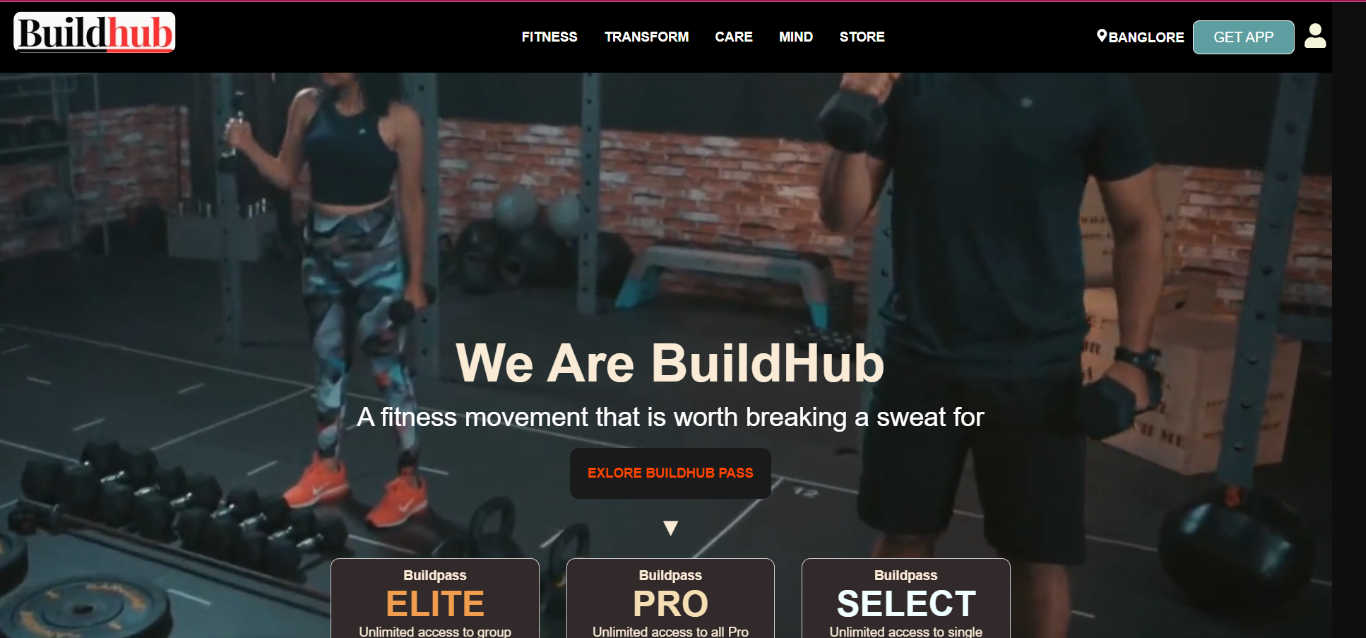 Buildhub
FITNESS TRANSFORM CARE MIND STORE
BANGLORE
GET APP
We Are BuildHub
A fitness movement that is worth breaking a sweat for
EXLORE BUILDHUB PASS
12
Buildpass
ELITE
Unlimited access to group
Buildpass
PRO
Unlimited access to all Pro
Buildpass
SELECT
Unlimited access to single